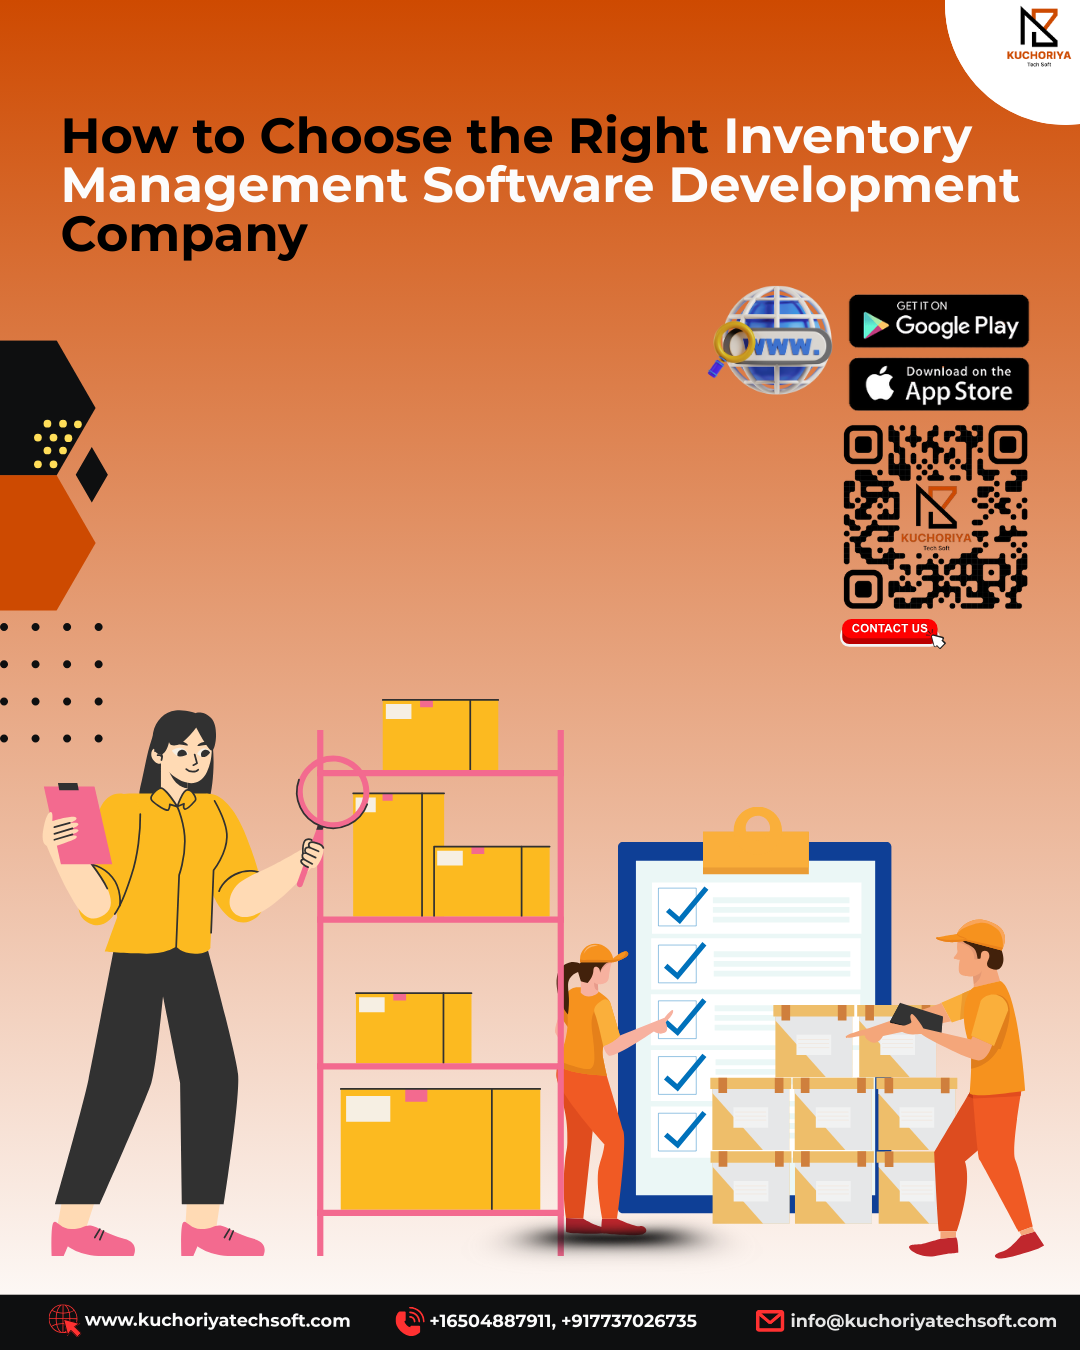 KUCHORIYA
Tech Soft
How to Choose the Right Inventory
Management Software Development
Company
www.
GET IT ON
Google Play
Download on the
App Store
KUCHORIYA
Tech Soft
CONTACT US
www.kuchoriyatechsoft.com
+16504887911, +917737026735
info@kuchoriyatechsoft.com